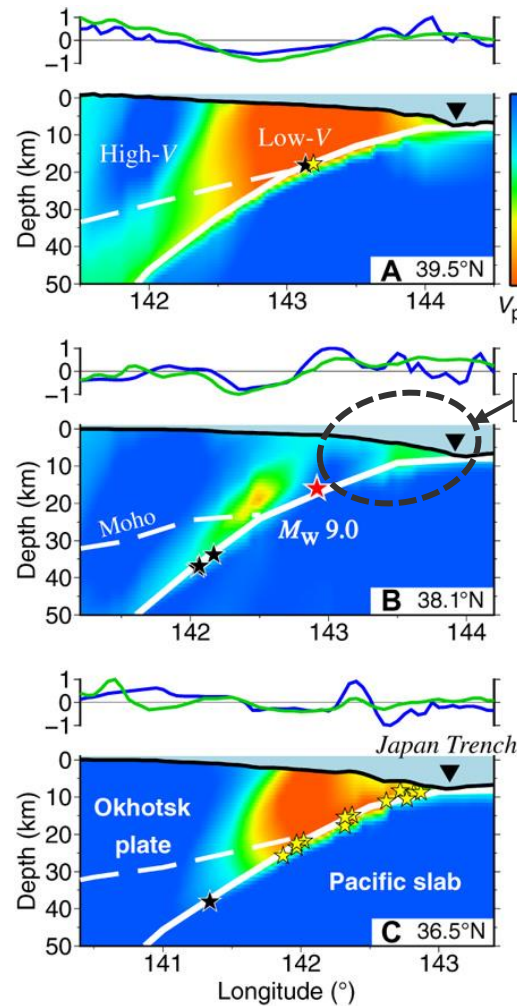 1
0
−1
0
10
20
30
40
50
Depth (km)
High-V
Low-V
A 39.5°N
142 143 144
Vp
1
0
−1
0
10
20
30
40
50
Depth (km)
Moho
Mw 9.0
B 38.1°N
142 143 144
1
0
−1
Japan Trench
0
10
20
30
40
50
Depth (km)
Okhotsk
plate
Pacific slab
C 36.5°N
141 142 143
Longitude (°)